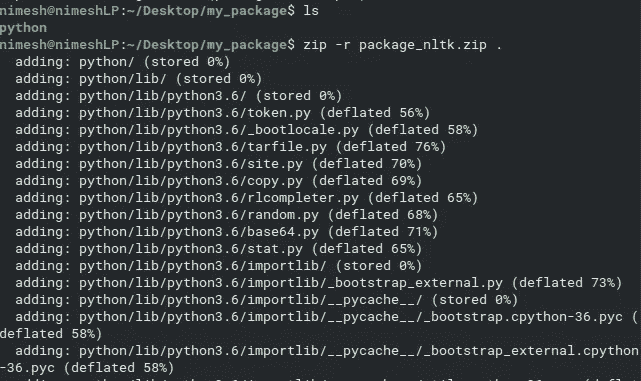 nimesh@nimeshLP:~/Desktop/my_package$ ls
python
nimesh@nimeshLP:~/Desktop/my_package$ zip -r package_nltk.zip .
  adding: python/ (stored 0%)
  adding: python/lib/ (stored 0%)
  adding: python/lib/python3.6/ (stored 0%)
  adding: python/lib/python3.6/token.py (deflated 56%)
  adding: python/lib/python3.6/_bootlocale.py (deflated 58%)
  adding: python/lib/python3.6/tarfile.py (deflated 76%)
  adding: python/lib/python3.6/site.py (deflated 70%)
  adding: python/lib/python3.6/copy.py (deflated 69%)
  adding: python/lib/python3.6/rlcompleter.py (deflated 65%)
  adding: python/lib/python3.6/random.py (deflated 68%)
  adding: python/lib/python3.6/base64.py (deflated 71%)
  adding: python/lib/python3.6/stat.py (deflated 65%)
  adding: python/lib/python3.6/importlib/ (stored 0%)
  adding: python/lib/python3.6/importlib/_bootstrap_external.py (deflated 73%)
  adding: python/lib/python3.6/importlib/__pycache__/ (stored 0%)
  adding: python/lib/python3.6/importlib/__pycache__/_bootstrap.cpython-36.pyc (
deflated 58%)
  adding: python/lib/python3.6/importlib/__pycache__/_bootstrap_external.cpython
-36.pyc (deflated 58%)